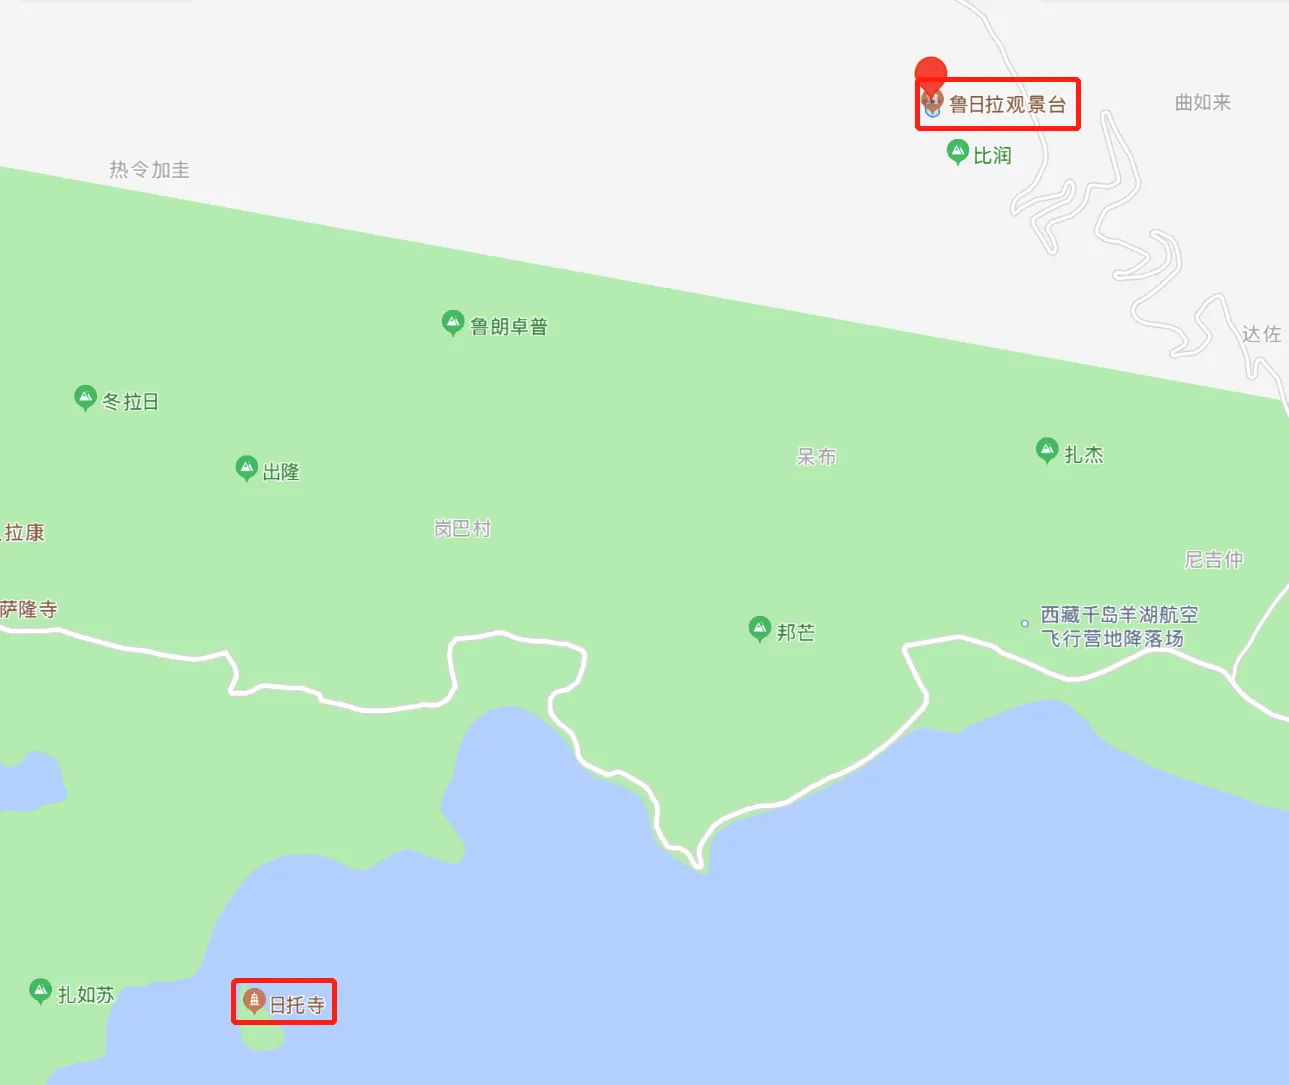 鲁日拉观景台
曲如来
比润
热令加圭
鲁朗卓普
达佐
冬拉日
呆布
扎杰
出隆
岗巴村
拉康
尼吉仲
萨隆寺
西藏千岛羊湖航空
飞行营地降落场
邦芒
扎如苏
日托寺